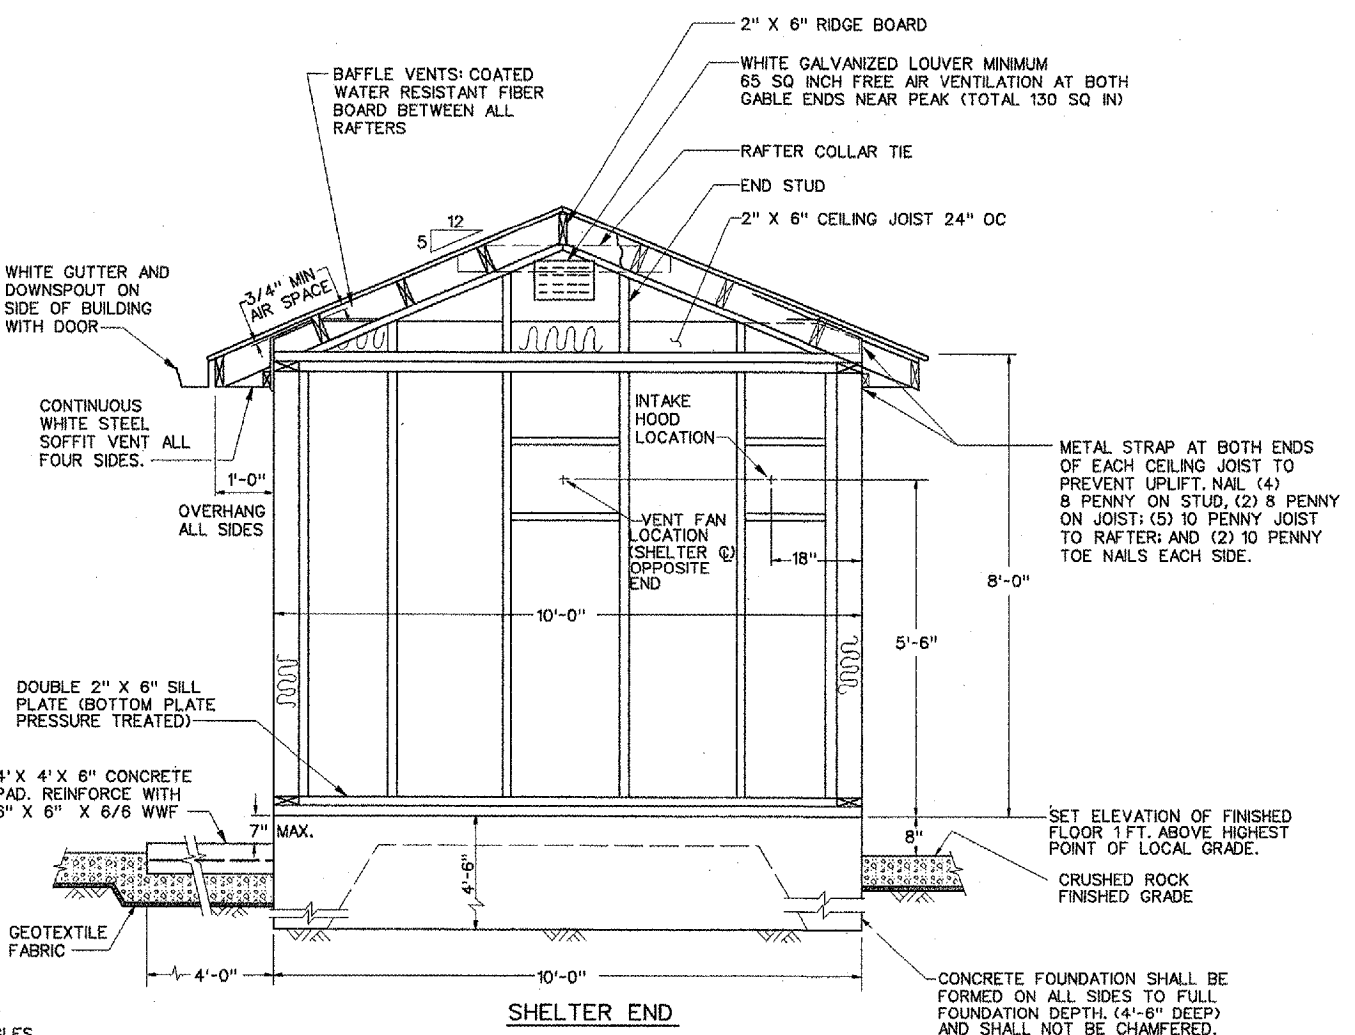 2" X 6" RIDGE BOARD
WHITE GALVANIZED LOUVER MINIMUM
65 SQ INCH FREE AIR VENTILATION AT BOTH
GABLE ENDS NEAR PEAK (TOTAL 130 SQ IN)
BAFFLE VENTS: COATED
WATER RESISTANT FIBER
BOARD BETWEEN ALL
RAFTERS
RAFTER COLLAR TIE
END STUD
2" X 6" CEILING JOIST 24" OC
12
5
WHITE GUTTER AND
DOWNSPOUT ON
SIDE OF BUILDING
WITH DOOR
3/4" MIN
AIR SPACE
CONTINUOUS
WHITE STEEL
SOFFIT VENT ALL
FOUR SIDES.
1'-0"
OVERHANG
ALL SIDES
INTAKE
HOOD
LOCATION
VENT FAN
LOCATION
(SHELTER ℄)
OPPOSITE
END
18"
METAL STRAP AT BOTH ENDS
OF EACH CEILING JOIST TO
PREVENT UPLIFT. NAIL (4)
8 PENNY ON STUD, (2) 8 PENNY
ON JOIST; (5) 10 PENNY JOIST
TO RAFTER; AND (2) 10 PENNY
TOE NAILS EACH SIDE.
8'-0"
10'-0"
5'-6"
DOUBLE 2" X 6" SILL
PLATE (BOTTOM PLATE
PRESSURE TREATED)
4' X 4' X 6" CONCRETE
PAD. REINFORCE WITH
6" X 6" X 6/6 WWF
7" MAX.
4'-6"
8"
SET ELEVATION OF FINISHED
FLOOR 1 FT. ABOVE HIGHEST
POINT OF LOCAL GRADE.
CRUSHED ROCK
FINISHED GRADE
GEOTEXTILE
FABRIC
4'-0"
10'-0"
CONCRETE FOUNDATION SHALL BE
FORMED ON ALL SIDES TO FULL
FOUNDATION DEPTH. (4'-6" DEEP)
AND SHALL NOT BE CHAMFERED.
SHELTER END